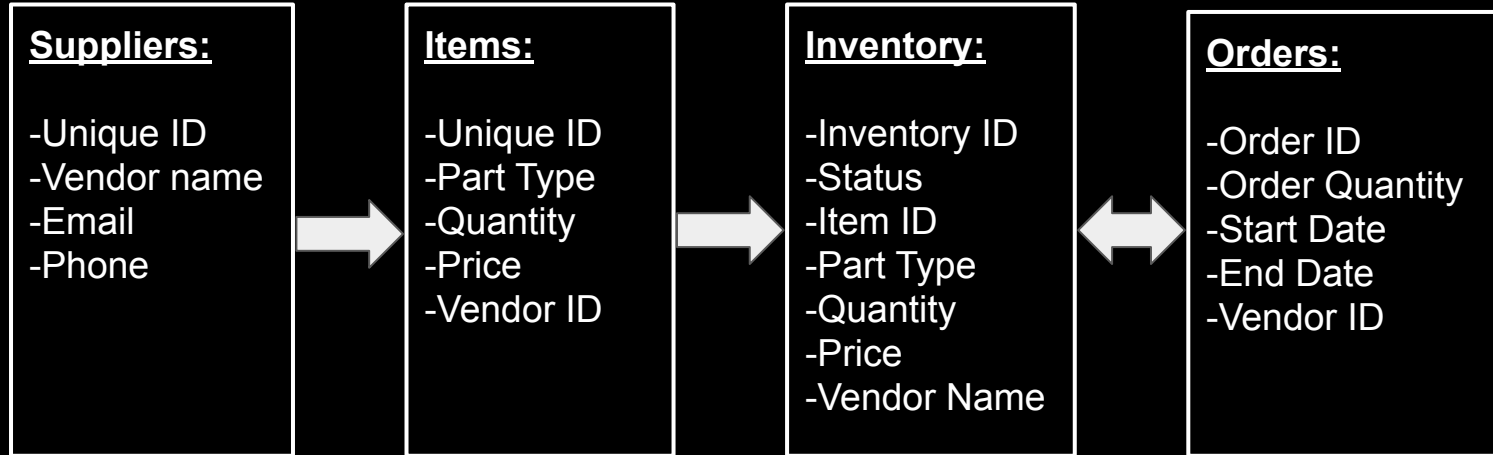 Suppliers:
-Unique ID
-Vendor name
-Email
-Phone
Items:
-Unique ID
-Part Type
-Quantity
-Price
-Vendor ID
Inventory:
-Inventory ID
-Status
-Item ID
-Part Type
-Quantity
-Price
-Vendor Name
Orders:
-Order ID
-Order Quantity
-Start Date
-End Date
-Vendor ID